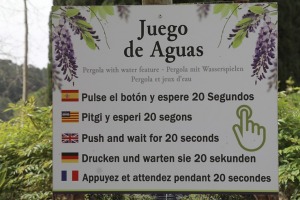 Juego
de Aguas
Pergola with water feature - Pergola mit Wasserspielen
Pergola et jeux d'eau
Pulse el botón y espere 20 Segundos
Pitgi y esperi 20 segons
Push and wait for 20 seconds
Drucken und warten sie 20 sekunden
Appuyez et attendez pendant 20 secondes